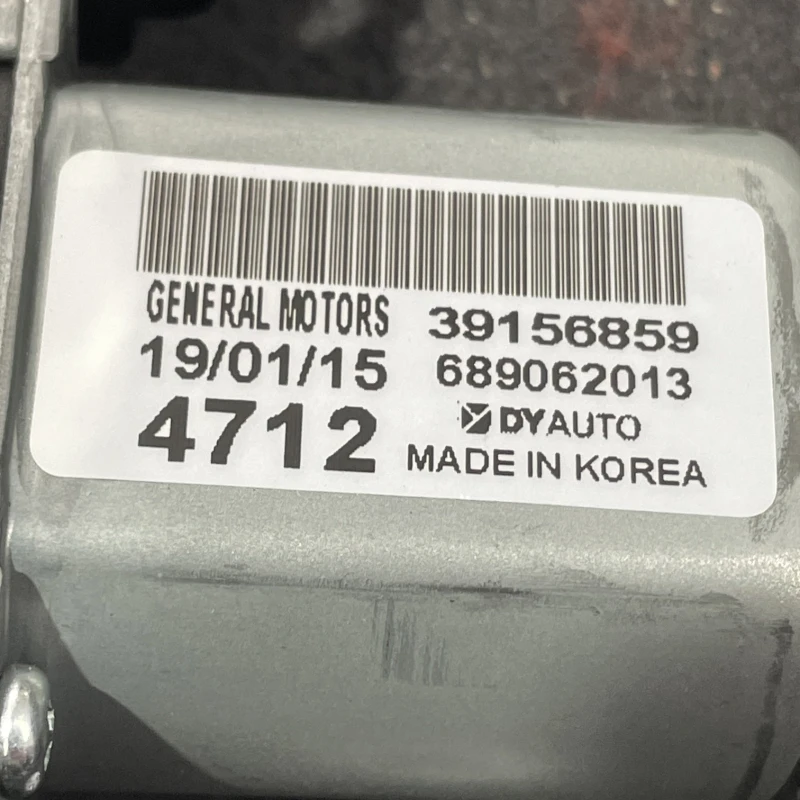 GENERAL MOTORS 39156859
19/01/15 689062013
4712 DYAUTO
MADE IN KOREA